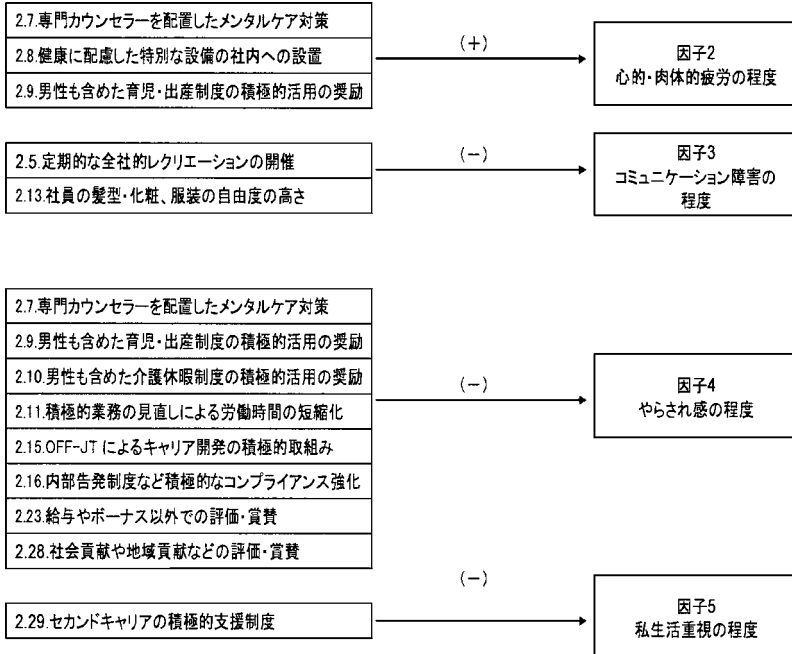 2.7.専門カウンセラーを配置したメンタルケア対策
2.8.健康に配慮した特別な設備の社内への設置
2.9.男性も含めた育児・出産制度の積極的活用の奨励
(+)
因子2
心的・肉体的疲労の程度
2.5.定期的な全社的レクリエーションの開催
2.13.社員の髪型・化粧、服装の自由度の高さ
(-)
因子3
コミュニケーション障害の
程度
2.7.専門カウンセラーを配置したメンタルケア対策
2.9.男性も含めた育児・出産制度の積極的活用の奨励
2.10.男性も含めた介護休暇制度の積極的活用の奨励
2.11.積極的業務の見直しによる労働時間の短縮化
2.15.OFF-JTによるキャリア開発の積極的取組み
2.16.内部告発制度など積極的なコンプライアンス強化
2.23.給与やボーナス以外での評価・賞賛
2.28.社会貢献や地域貢献などの評価・賞賛
(-)
因子4
やらされ感の程度
2.29.セカンドキャリアの積極的支援制度
(-)
因子5
私生活重視の程度